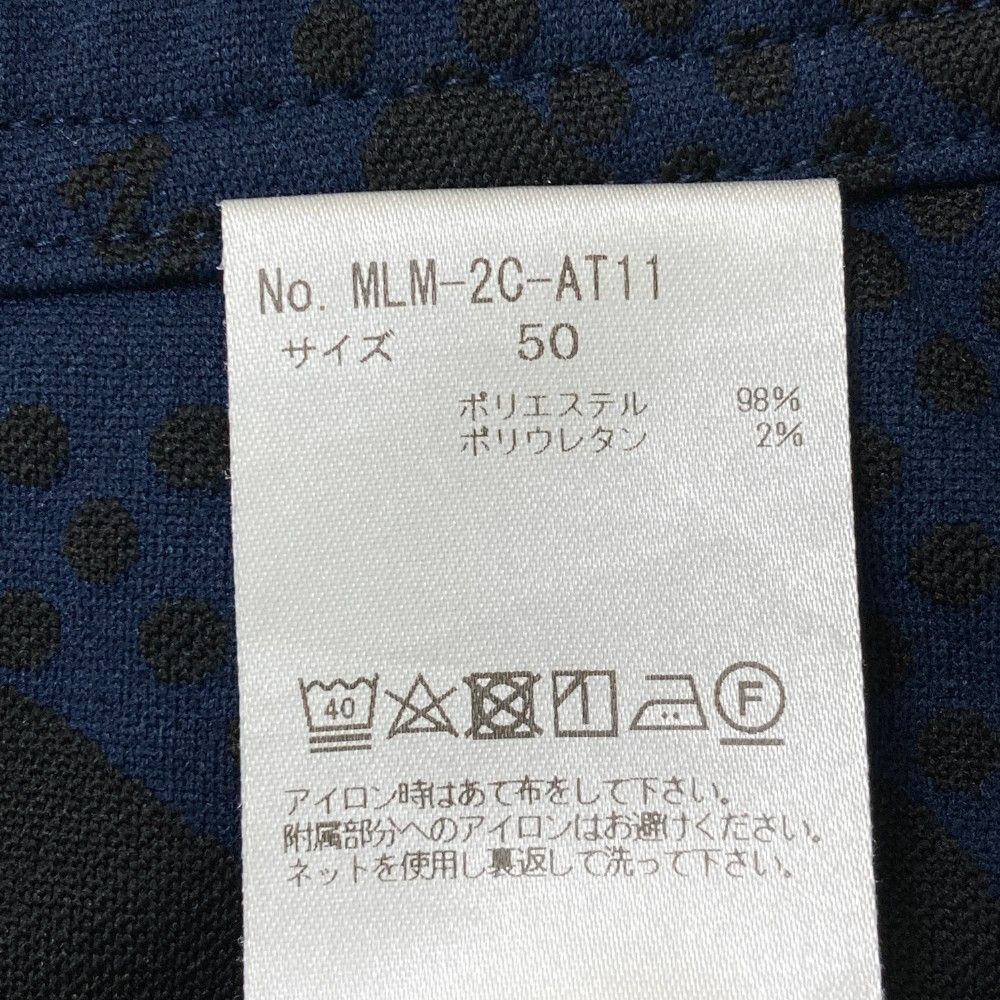 No. MLM-2C-AT11
サイズ 50
ポリエステル 98%
ポリウレタン 2%
40 F
アイロン時はあて布をして下さい。
附属部分へのアイロンはお避けください。
ネットを使用し裏返して洗って下さい。